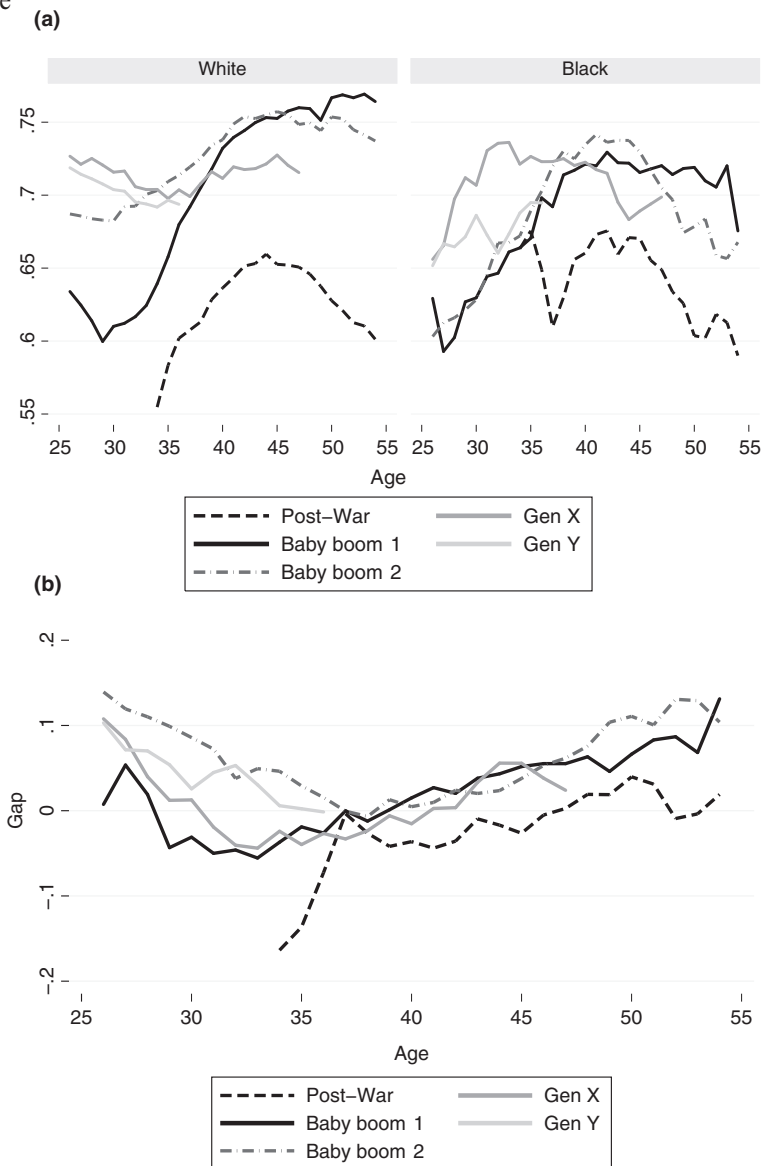 e
(a)
White Black
.75
.7
.65
.6
.55
25 30 35 40 45 50 55 25 30 35 40 45 50 55
Age
Post–War Gen X
Baby boom 1 Gen Y
Baby boom 2
(b)
.2
.1
0
–.1
–.2
Gap
25 30 35 40 45 50 55
Age
Post–War Gen X
Baby boom 1 Gen Y
Baby boom 2